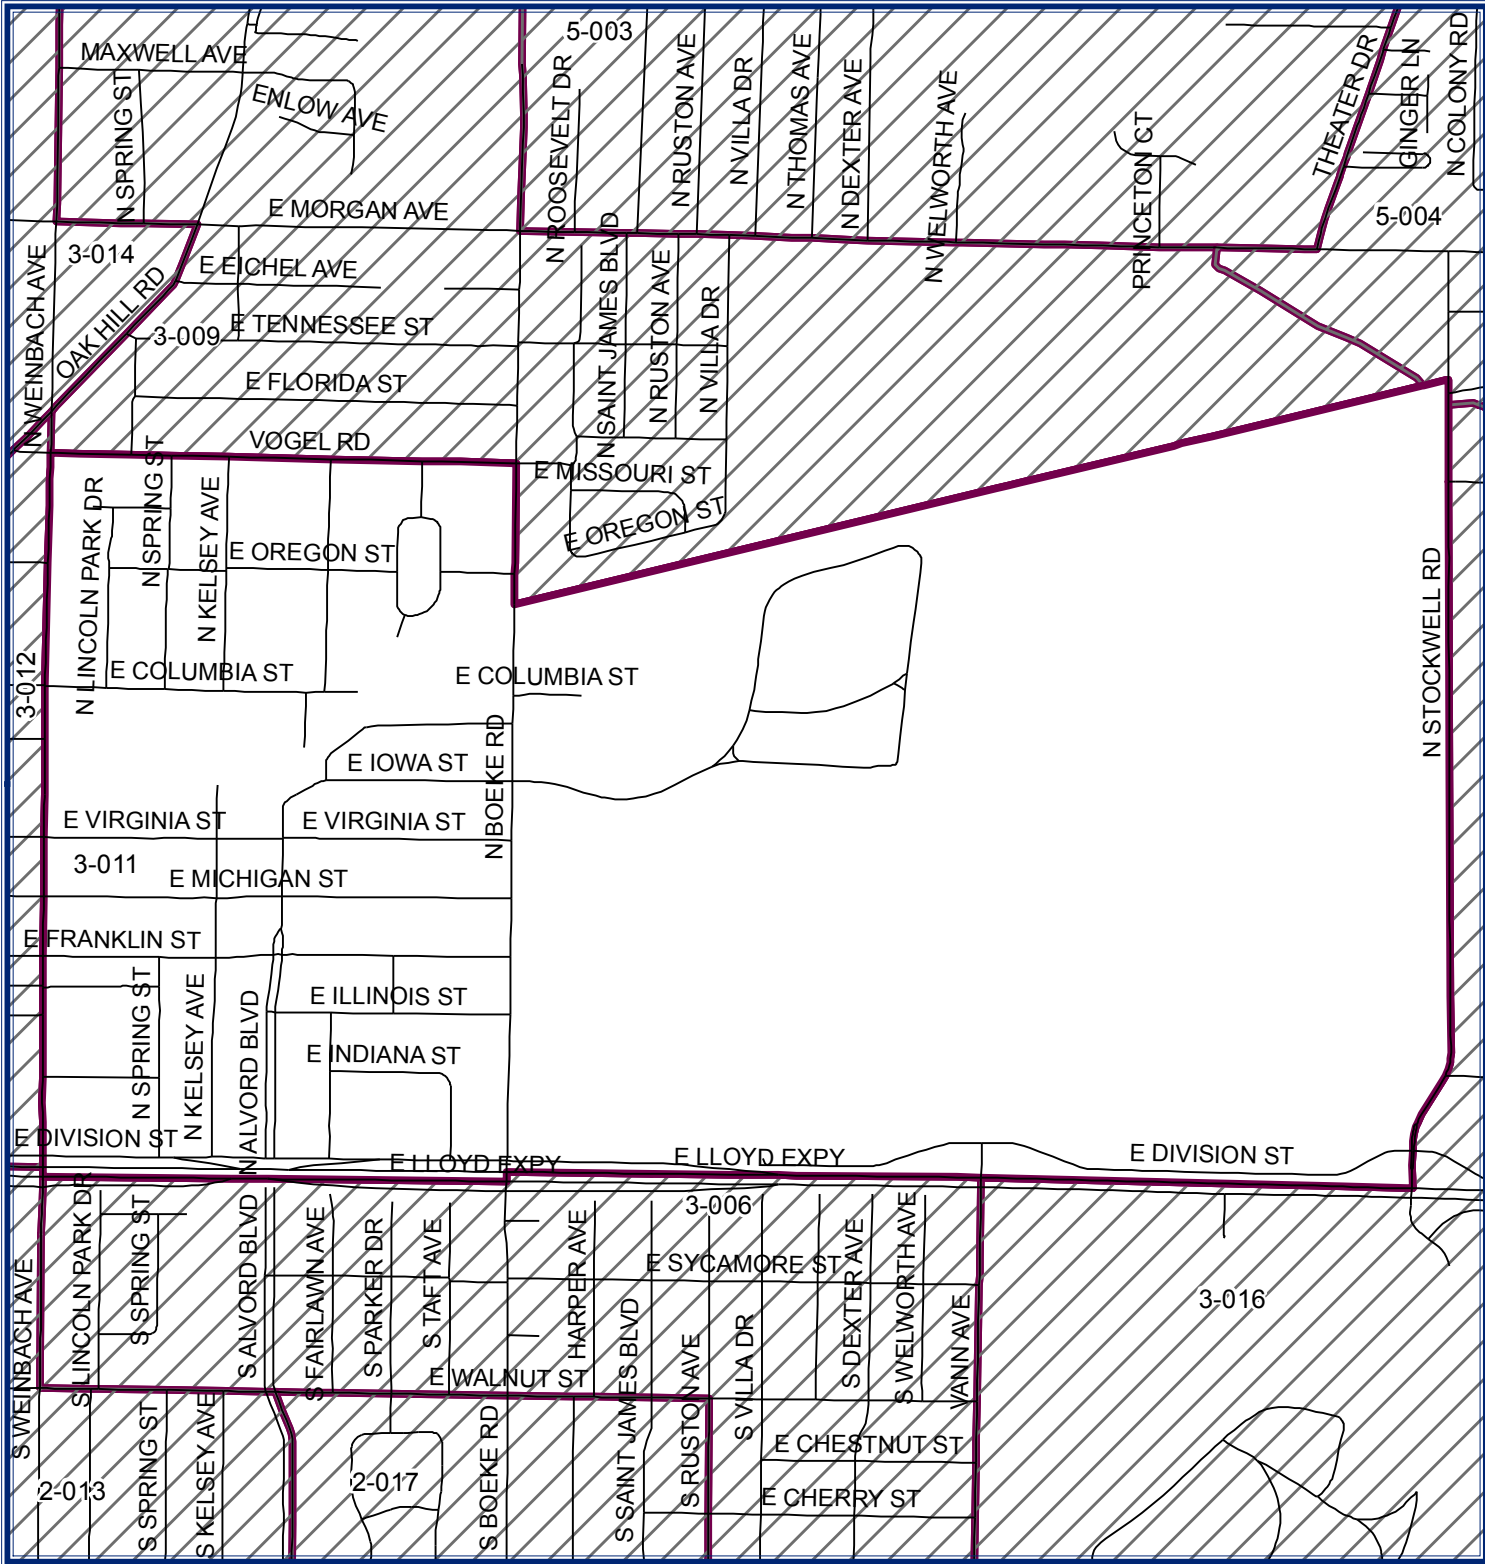 5-003
MAXWELL AVE
ENLOW AVE
N SPRING ST
N ROOSEVELT DR
N RUSTON AVE
N VILLA DR
N THOMAS AVE
N DEXTER AVE
N WELWORTH AVE
PRINCETON CT
THEATER DR
GINGER LN
N COLONY RD
E MORGAN AVE
5-004
3-014
N WEINBACH AVE
OAK HILL RD
E EICHEL AVE
3-009
E TENNESSEE ST
N SAINT JAMES BLVD
N RUSTON AVE
N VILLA DR
E FLORIDA ST
VOGEL RD
E MISSOURI ST
E OREGON ST
N LINCOLN PARK DR
N SPRING ST
N KELSEY AVE
E OREGON ST
N STOCKWELL RD
3-012
E COLUMBIA ST
E COLUMBIA ST
N BOEKE RD
E IOWA ST
E VIRGINIA ST
E VIRGINIA ST
3-011
E MICHIGAN ST
E FRANKLIN ST
N SPRING ST
N KELSEY AVE
N ALVORD BLVD
E ILLINOIS ST
E INDIANA ST
E DIVISION ST
E LLOYD EXPY
E LLOYD EXPY
E DIVISION ST
3-006
S WEINBACH AVE
S LINCOLN PARK DR
S SPRING ST
S ALVORD BLVD
S FAIRLAWN AVE
S PARKER DR
S TAFT AVE
S HARPER AVE
E SYCAMORE ST
S DEXTER AVE
S WELWORTH AVE
VANN AVE
3-016
E WALNUT ST
S SAINT JAMES BLVD
S RUSTON AVE
S VILLA DR
2-013
S SPRING ST
S KELSEY AVE
2-017
S BOEKE RD
E CHESTNUT ST
E CHERRY ST